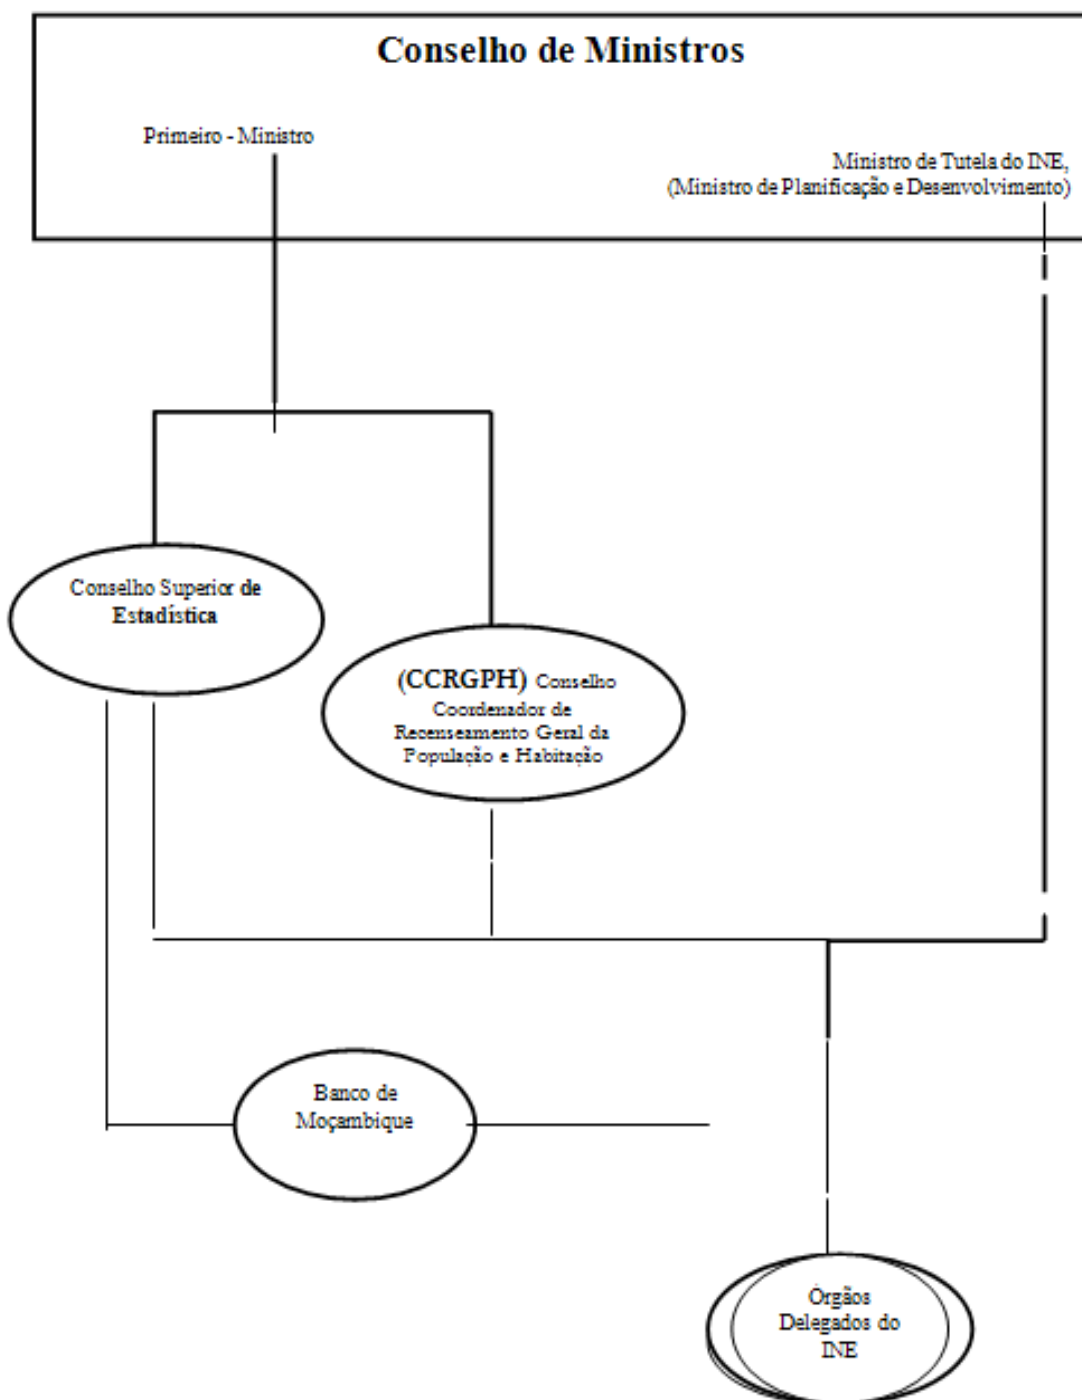 Conselho de Ministros
Primeiro - Ministro
Ministro de Tutela do INE,
(Ministro de Planificação e Desenvolvimento)
Conselho Superior de
Estadística
(CCRGPH) Conselho
Coordenador de
Recenseamento Geral da
População e Habitação
Banco de
Moçambique
Órgãos
Delegados do
INE